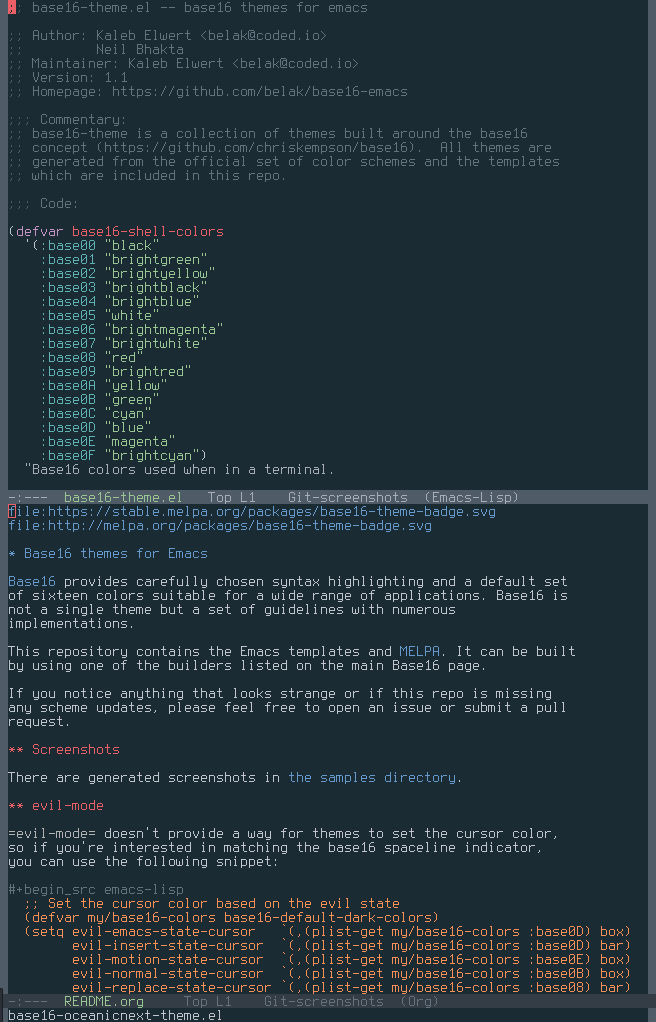 ;; base16-theme.el -- base16 themes for emacs
;; Author: Kaleb Elwert <belak@coded.io>
;;         Neil Bhakta
;; Maintainer: Kaleb Elwert <belak@coded.io>
;; Version: 1.1
;; Homepage: https://github.com/belak/base16-emacs
;;; Commentary:
;; base16-theme is a collection of themes built around the base16
;; concept (https://github.com/chriskempson/base16).  All themes are
;; generated from the official set of color schemes and the templates
;; which are included in this repo.
;;; Code:
(defvar base16-shell-colors
  '(:base00 "black"
    :base01 "brightgreen"
    :base02 "brightyellow"
    :base03 "brightblack"
    :base04 "brightblue"
    :base05 "white"
    :base06 "brightmagenta"
    :base07 "brightwhite"
    :base08 "red"
    :base09 "brightred"
    :base0A "yellow"
    :base0B "green"
    :base0C "cyan"
    :base0D "blue"
    :base0E "magenta"
    :base0F "brightcyan")
  "Base16 colors used when in a terminal.
-:---  base16-theme.el   Top L1    Git-screenshots  (Emacs-Lisp)
file:https://stable.melpa.org/packages/base16-theme-badge.svg
file:http://melpa.org/packages/base16-theme-badge.svg
* Base16 themes for Emacs
Base16 provides carefully chosen syntax highlighting and a default set
of sixteen colors suitable for a wide range of applications. Base16 is
not a single theme but a set of guidelines with numerous
implementations.
This repository contains the Emacs templates and MELPA. It can be built
by using one of the builders listed on the main Base16 page.
If you notice anything that looks strange or if this repo is missing
any scheme updates, please feel free to open an issue or submit a pull
request.
** Screenshots
There are generated screenshots in the samples directory.
** evil-mode
=evil-mode= doesn't provide a way for themes to set the cursor color,
so if you're interested in matching the base16 spaceline indicator,
you can use the following snippet:
#+begin_src emacs-lisp
  ;; Set the cursor color based on the evil state
  (defvar my/base16-colors base16-default-dark-colors)
  (setq evil-emacs-state-cursor   `(,(plist-get my/base16-colors :base0D) box)
        evil-insert-state-cursor  `(,(plist-get my/base16-colors :base0D) bar)
        evil-motion-state-cursor  `(,(plist-get my/base16-colors :base0E) box)
        evil-normal-state-cursor  `(,(plist-get my/base16-colors :base0B) box)
        evil-replace-state-cursor `(,(plist-get my/base16-colors :base08) bar)
-:---  README.org     Top L1    Git-screenshots  (Org)
base16-oceanicnext-theme.el